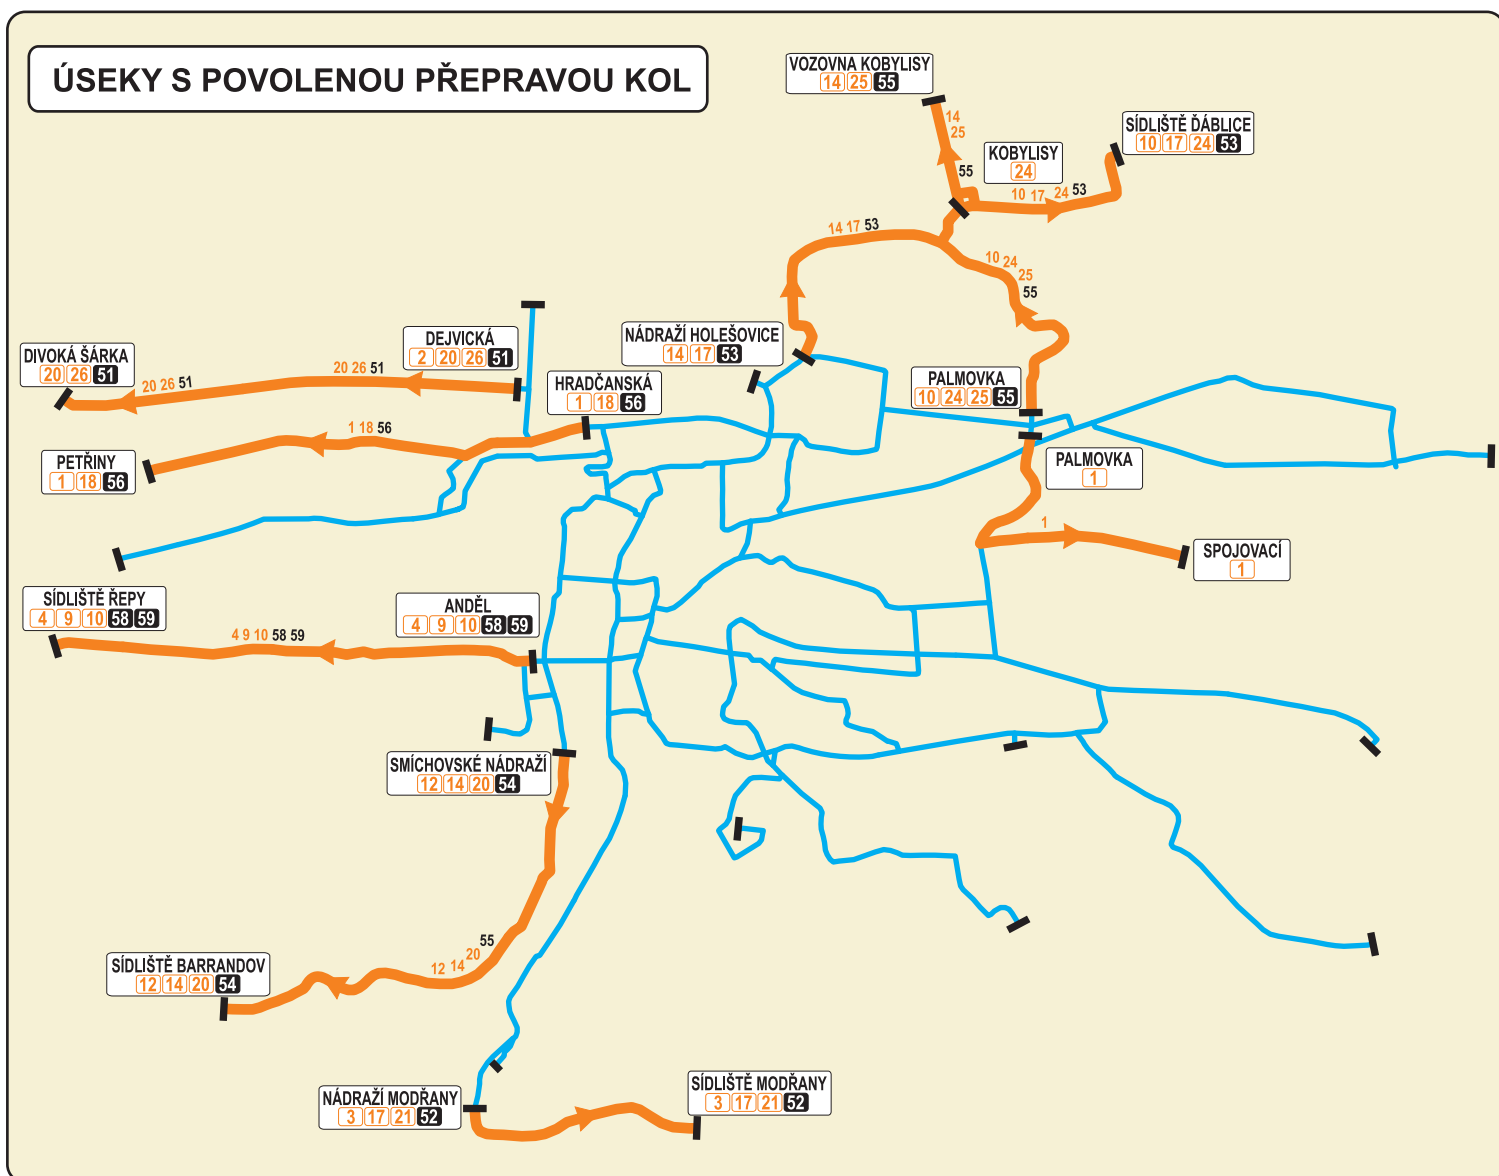 ÚSEKY S POVOLENOU PŘEPRAVOU KOL
VOZOVNA KOBYLISY
14 25 55
14
25
55
KOBYLISY
24
SÍDLIŠTĚ ĎÁBLICE
10 17 24 53
10 17 24 53
14 17 53
10 24
25
55
NÁDRAŽÍ HOLEŠOVICE
14 17 53
DEJVICKÁ
2 20 26 51
DIVOKÁ ŠÁRKA
20 26 51
20 26 51
20 26 51
HRADČANSKÁ
1 18 56
PALMOVKA
10 24 25 55
1 18 56
PETŘINY
1 18 56
PALMOVKA
1
1
SPOJOVACÍ
1
SÍDLIŠTĚ ŘEPY
4 9 10 58 59
4 9 10 58 59
ANDĚL
4 9 10 58 59
SMÍCHOVSKÉ NÁDRAŽÍ
12 14 20 54
12 14 20 55
SÍDLIŠTĚ BARRANDOV
12 14 20 54
NÁDRAŽÍ MODŘANY
3 17 21 52
SÍDLIŠTĚ MODŘANY
3 17 21 52